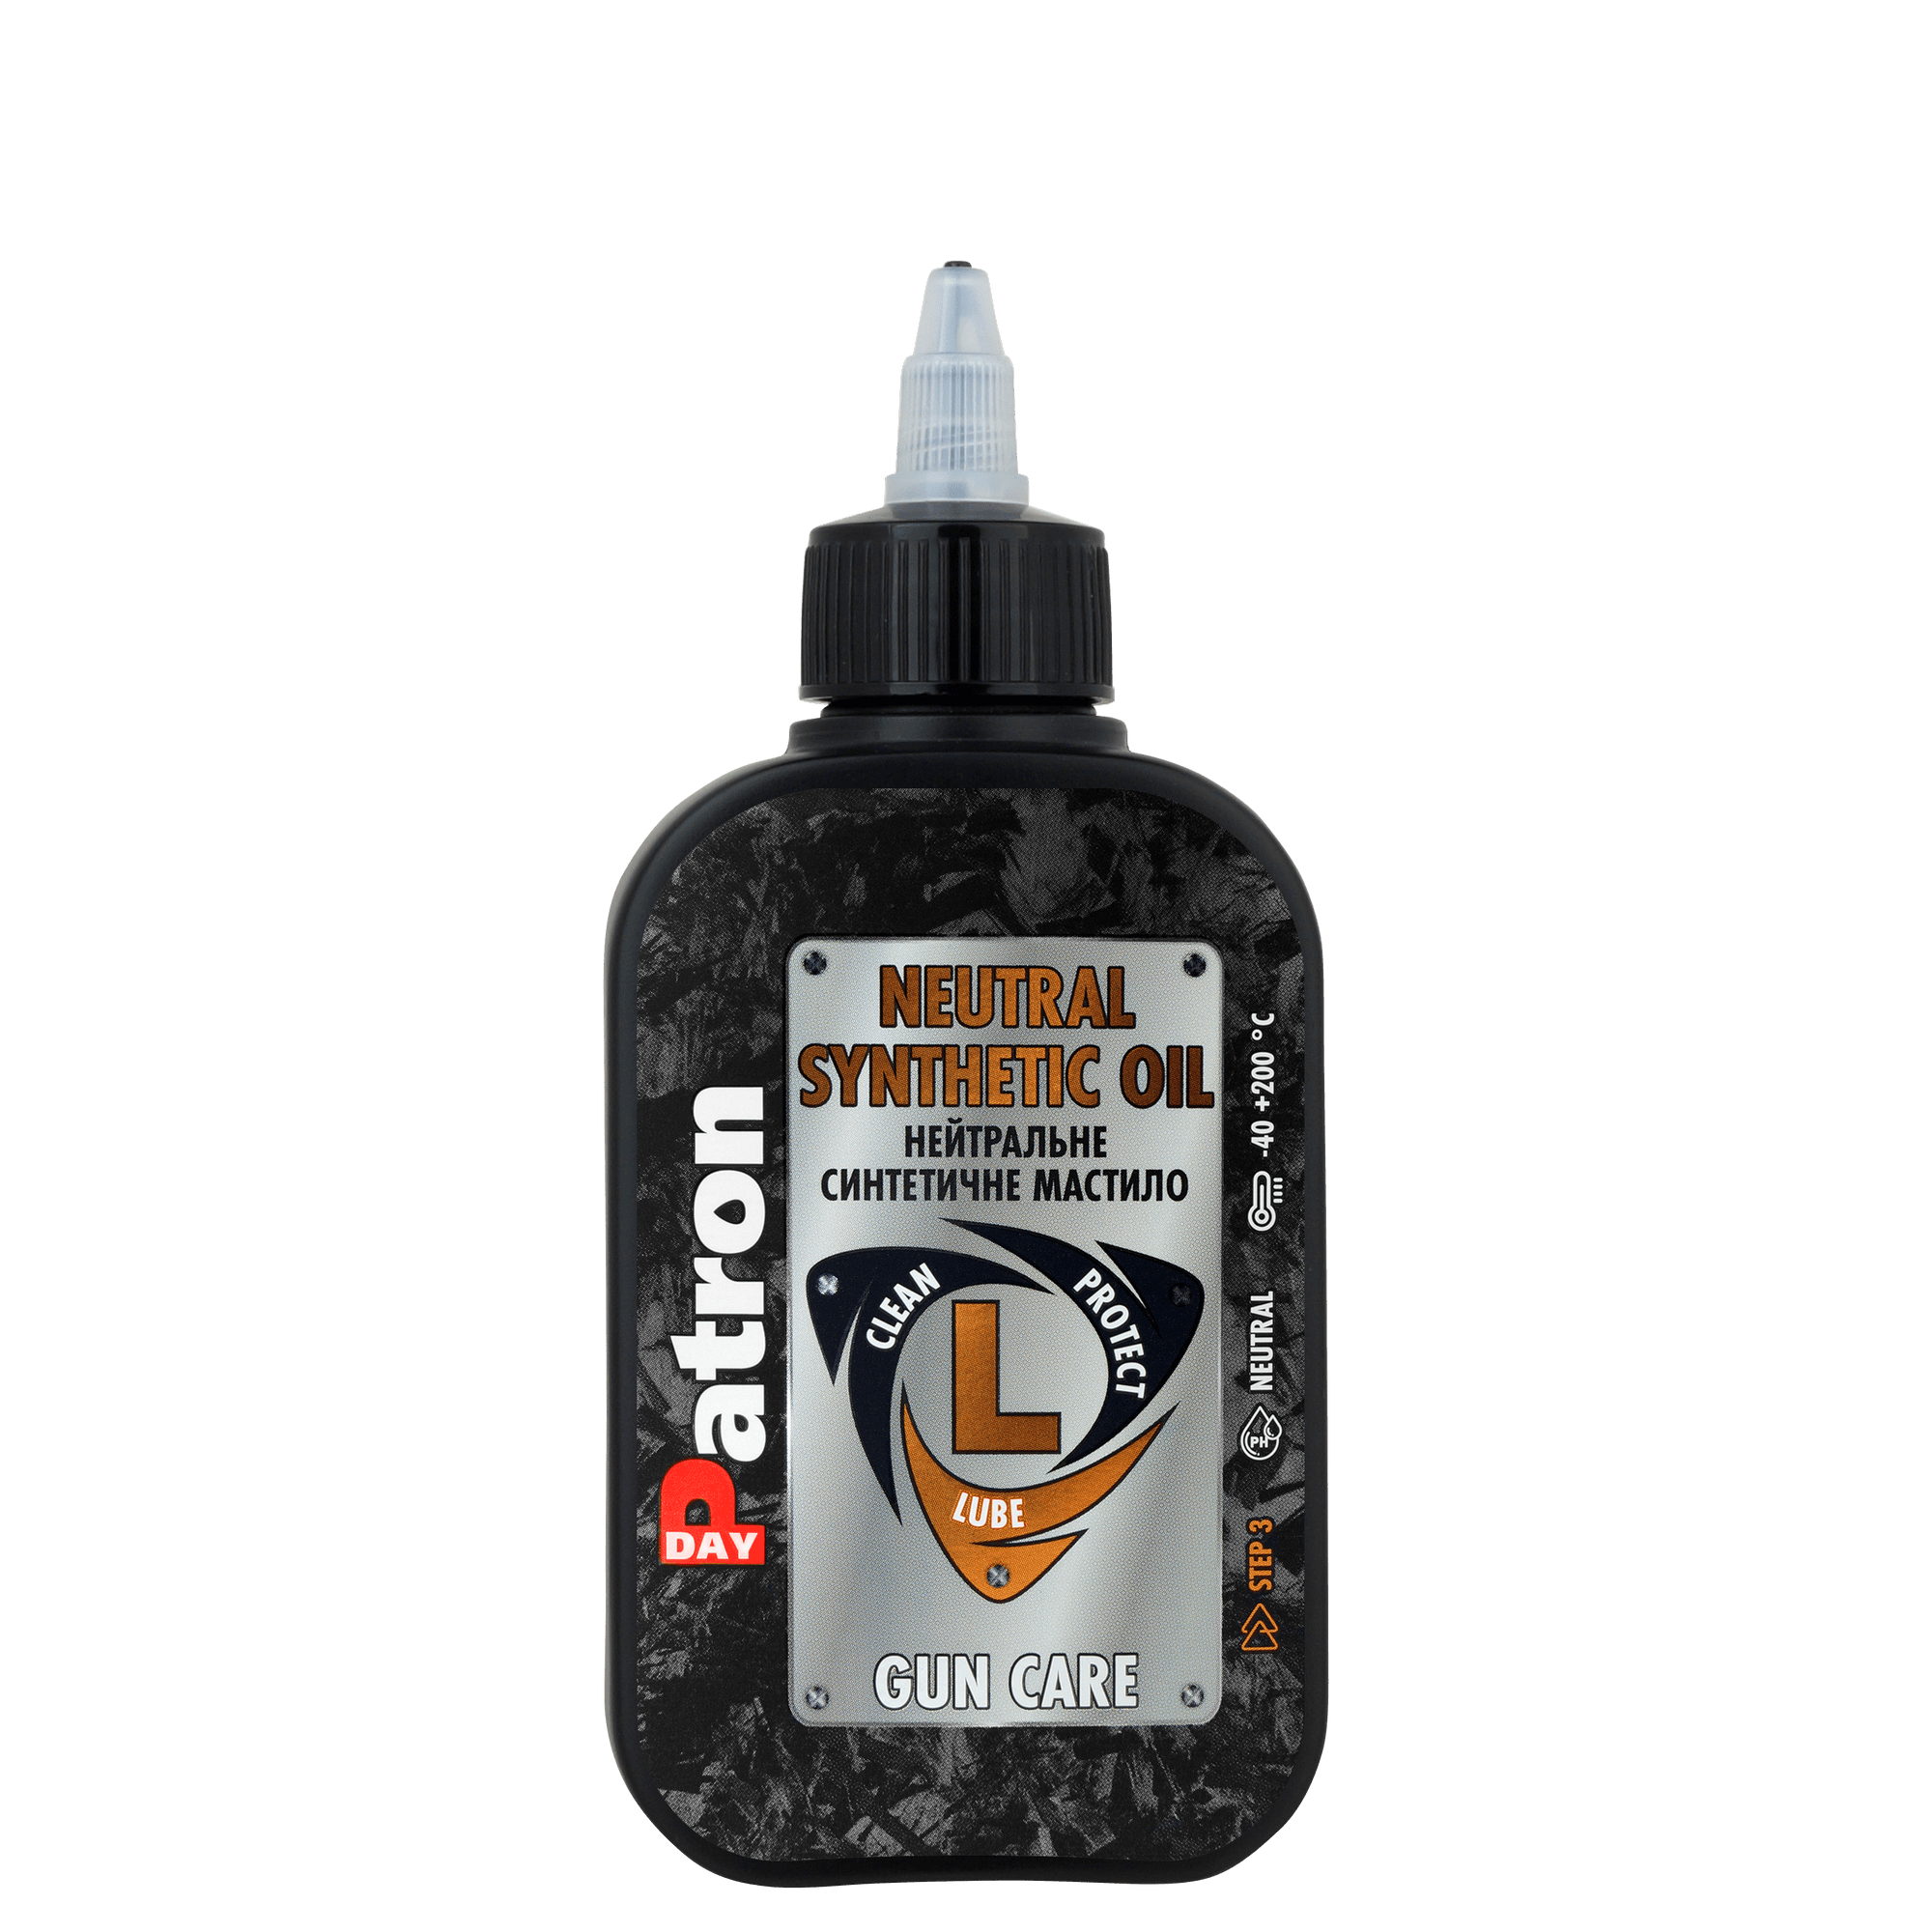 NEUTRAL
SYNTHETIC OIL
НЕЙТРАЛЬНЕ
СИНТЕТИЧНЕ МАСТИЛО
CLEAN
PROTECT
L
LUBE
GUN CARE
Patron
DAY
STEP 3
PH NEUTRAL
-40 +200 °C